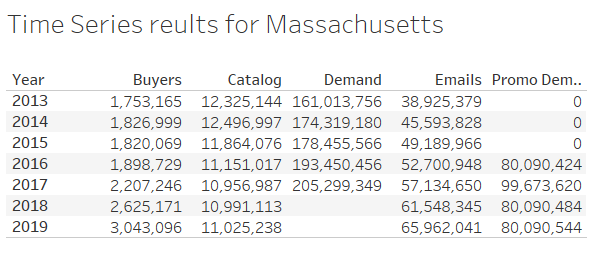 Time Series reults for Massachusetts
Year Buyers Catalog Demand Emails Promo Dem..
2013 1,753,165 12,325,144 161,013,756 38,925,379 0
2014 1,826,999 12,496,997 174,319,180 45,593,828 0
2015 1,820,069 11,864,076 178,455,566 49,189,966 0
2016 1,898,729 11,151,017 193,450,456 52,700,948 80,090,424
2017 2,207,246 10,956,987 205,299,349 57,134,650 99,673,620
2018 2,625,171 10,991,113 61,548,345 80,090,484
2019 3,043,096 11,025,238 65,962,041 80,090,544